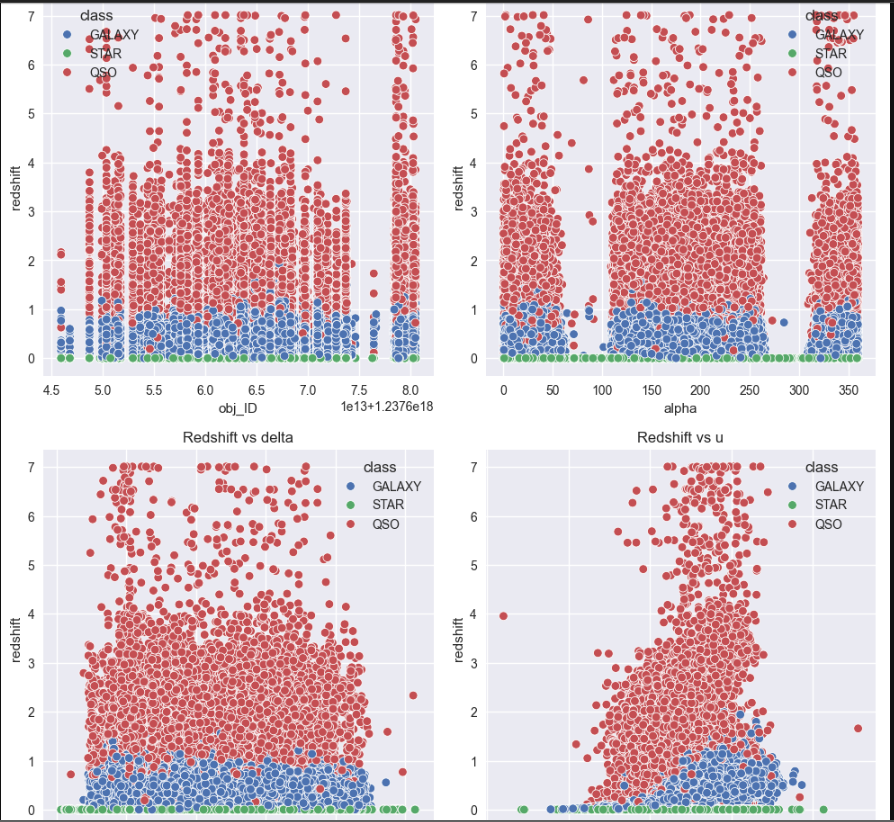 class
GALAXY
STAR
QSO
7
6
5
4
3
2
1
0
redshift
4.5 5.0 5.5 6.0 6.5 7.0 7.5 8.0
obj_ID
1e13+1.2376e18
class
GALAXY
STAR
QSO
7
6
5
4
3
2
1
0
redshift
0 50 100 150 200 250 300 350
alpha
Redshift vs delta
class
GALAXY
STAR
QSO
7
6
5
4
3
2
1
0
redshift
Redshift vs u
class
GALAXY
STAR
QSO
7
6
5
4
3
2
1
0
redshift